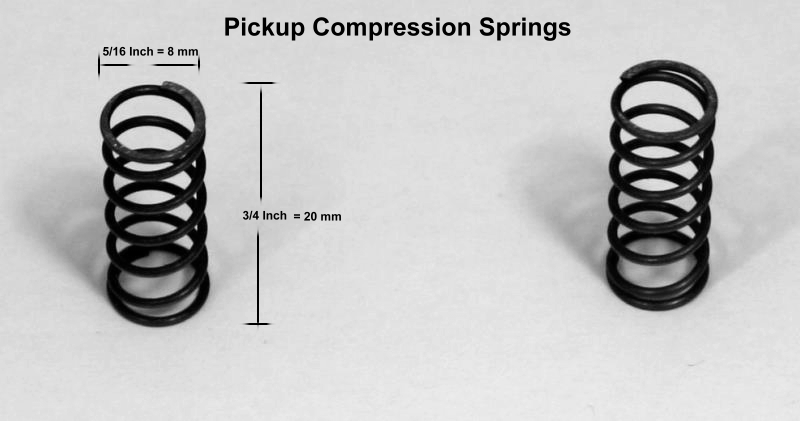 Pickup Compression Springs
5/16 Inch = 8 mm
3/4 Inch = 20 mm